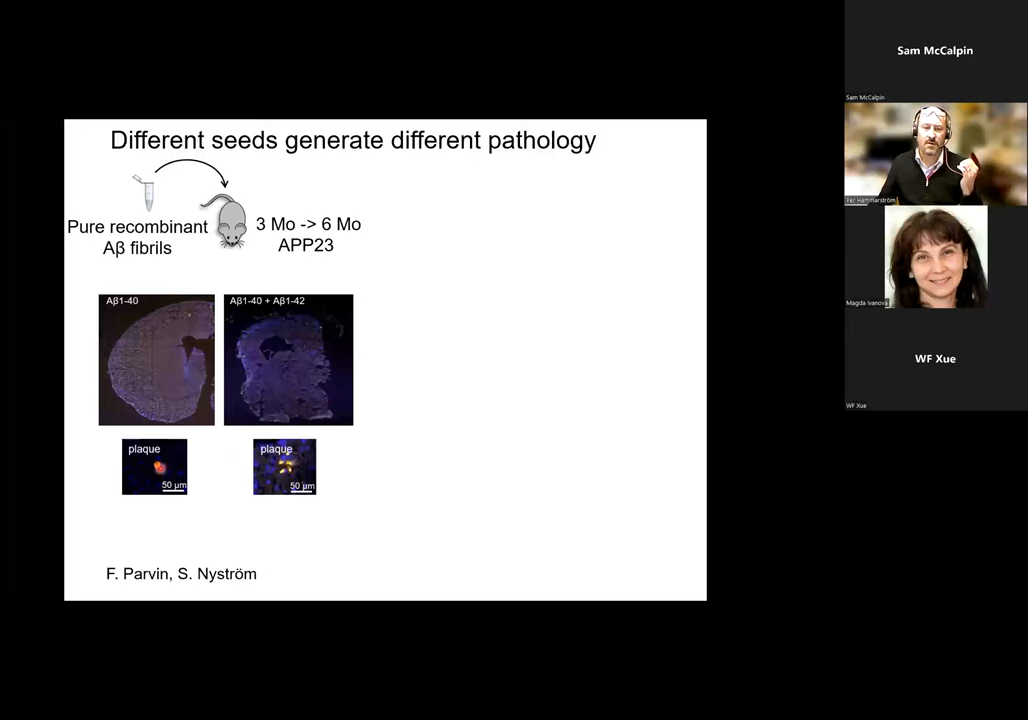 Different seeds generate different pathology
Pure recombinant
Aβ fibrils
3 Mo -> 6 Mo
APP23
Aβ1-40
Aβ1-40 + Aβ1-42
plaque
50 µm
plaque
50 µm
F. Parvin, S. Nyström
Sam McCalpin
Sam McCalpin
Per Hammarström
Magda Ivanova
WF Xue
WF Xue